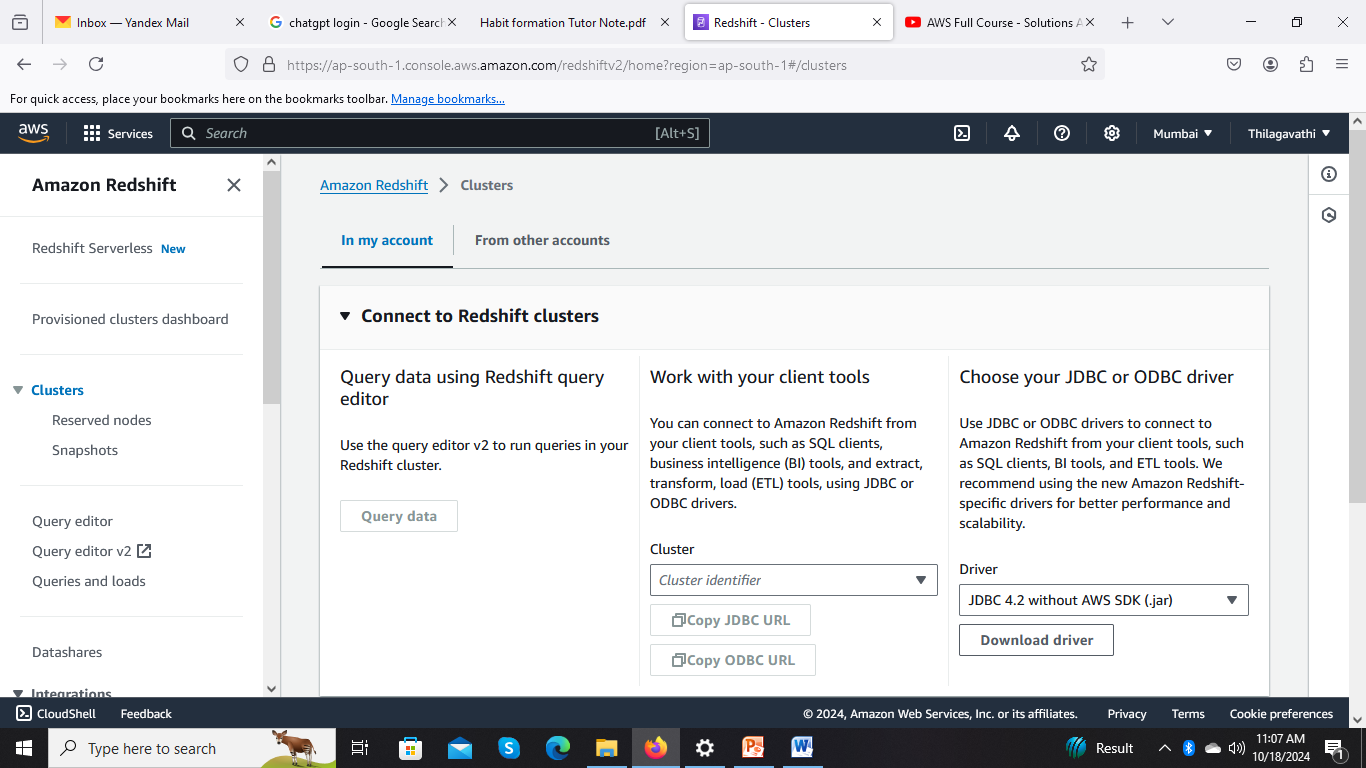 Inbox — Yandex Mail
chatgpt login - Google Search
Habit formation Tutor Note.pdf
Redshift - Clusters
AWS Full Course - Solutions A
https://ap-south-1.console.aws.amazon.com/redshiftv2/home?region=ap-south-1#/clusters
For quick access, place your bookmarks here on the bookmarks toolbar. Manage bookmarks...
aws
Services
Search
[Alt+S]
Mumbai
Thilagavathi
Amazon Redshift
Redshift Serverless New
Provisioned clusters dashboard
Clusters
Reserved nodes
Snapshots
Query editor
Query editor v2
Queries and loads
Datashares
Integrations
Amazon Redshift
Clusters
In my account
From other accounts
Connect to Redshift clusters
Query data using Redshift query
editor
Use the query editor v2 to run queries in your
Redshift cluster.
Query data
Work with your client tools
You can connect to Amazon Redshift from
your client tools, such as SQL clients,
business intelligence (BI) tools, and extract,
transform, load (ETL) tools, using JDBC or
ODBC drivers.
Cluster
Cluster identifier
Copy JDBC URL
Copy ODBC URL
Choose your JDBC or ODBC driver
Use JDBC or ODBC drivers to connect to
Amazon Redshift from your client tools, such
as SQL clients, BI tools, and ETL tools. We
recommend using the new Amazon Redshift-
specific drivers for better performance and
scalability.
Driver
JDBC 4.2 without AWS SDK (.jar)
Download driver
CloudShell
Feedback
© 2024, Amazon Web Services, Inc. or its affiliates.
Privacy
Terms
Cookie preferences
Type here to search
Result
11:07 AM
10/18/2024
1